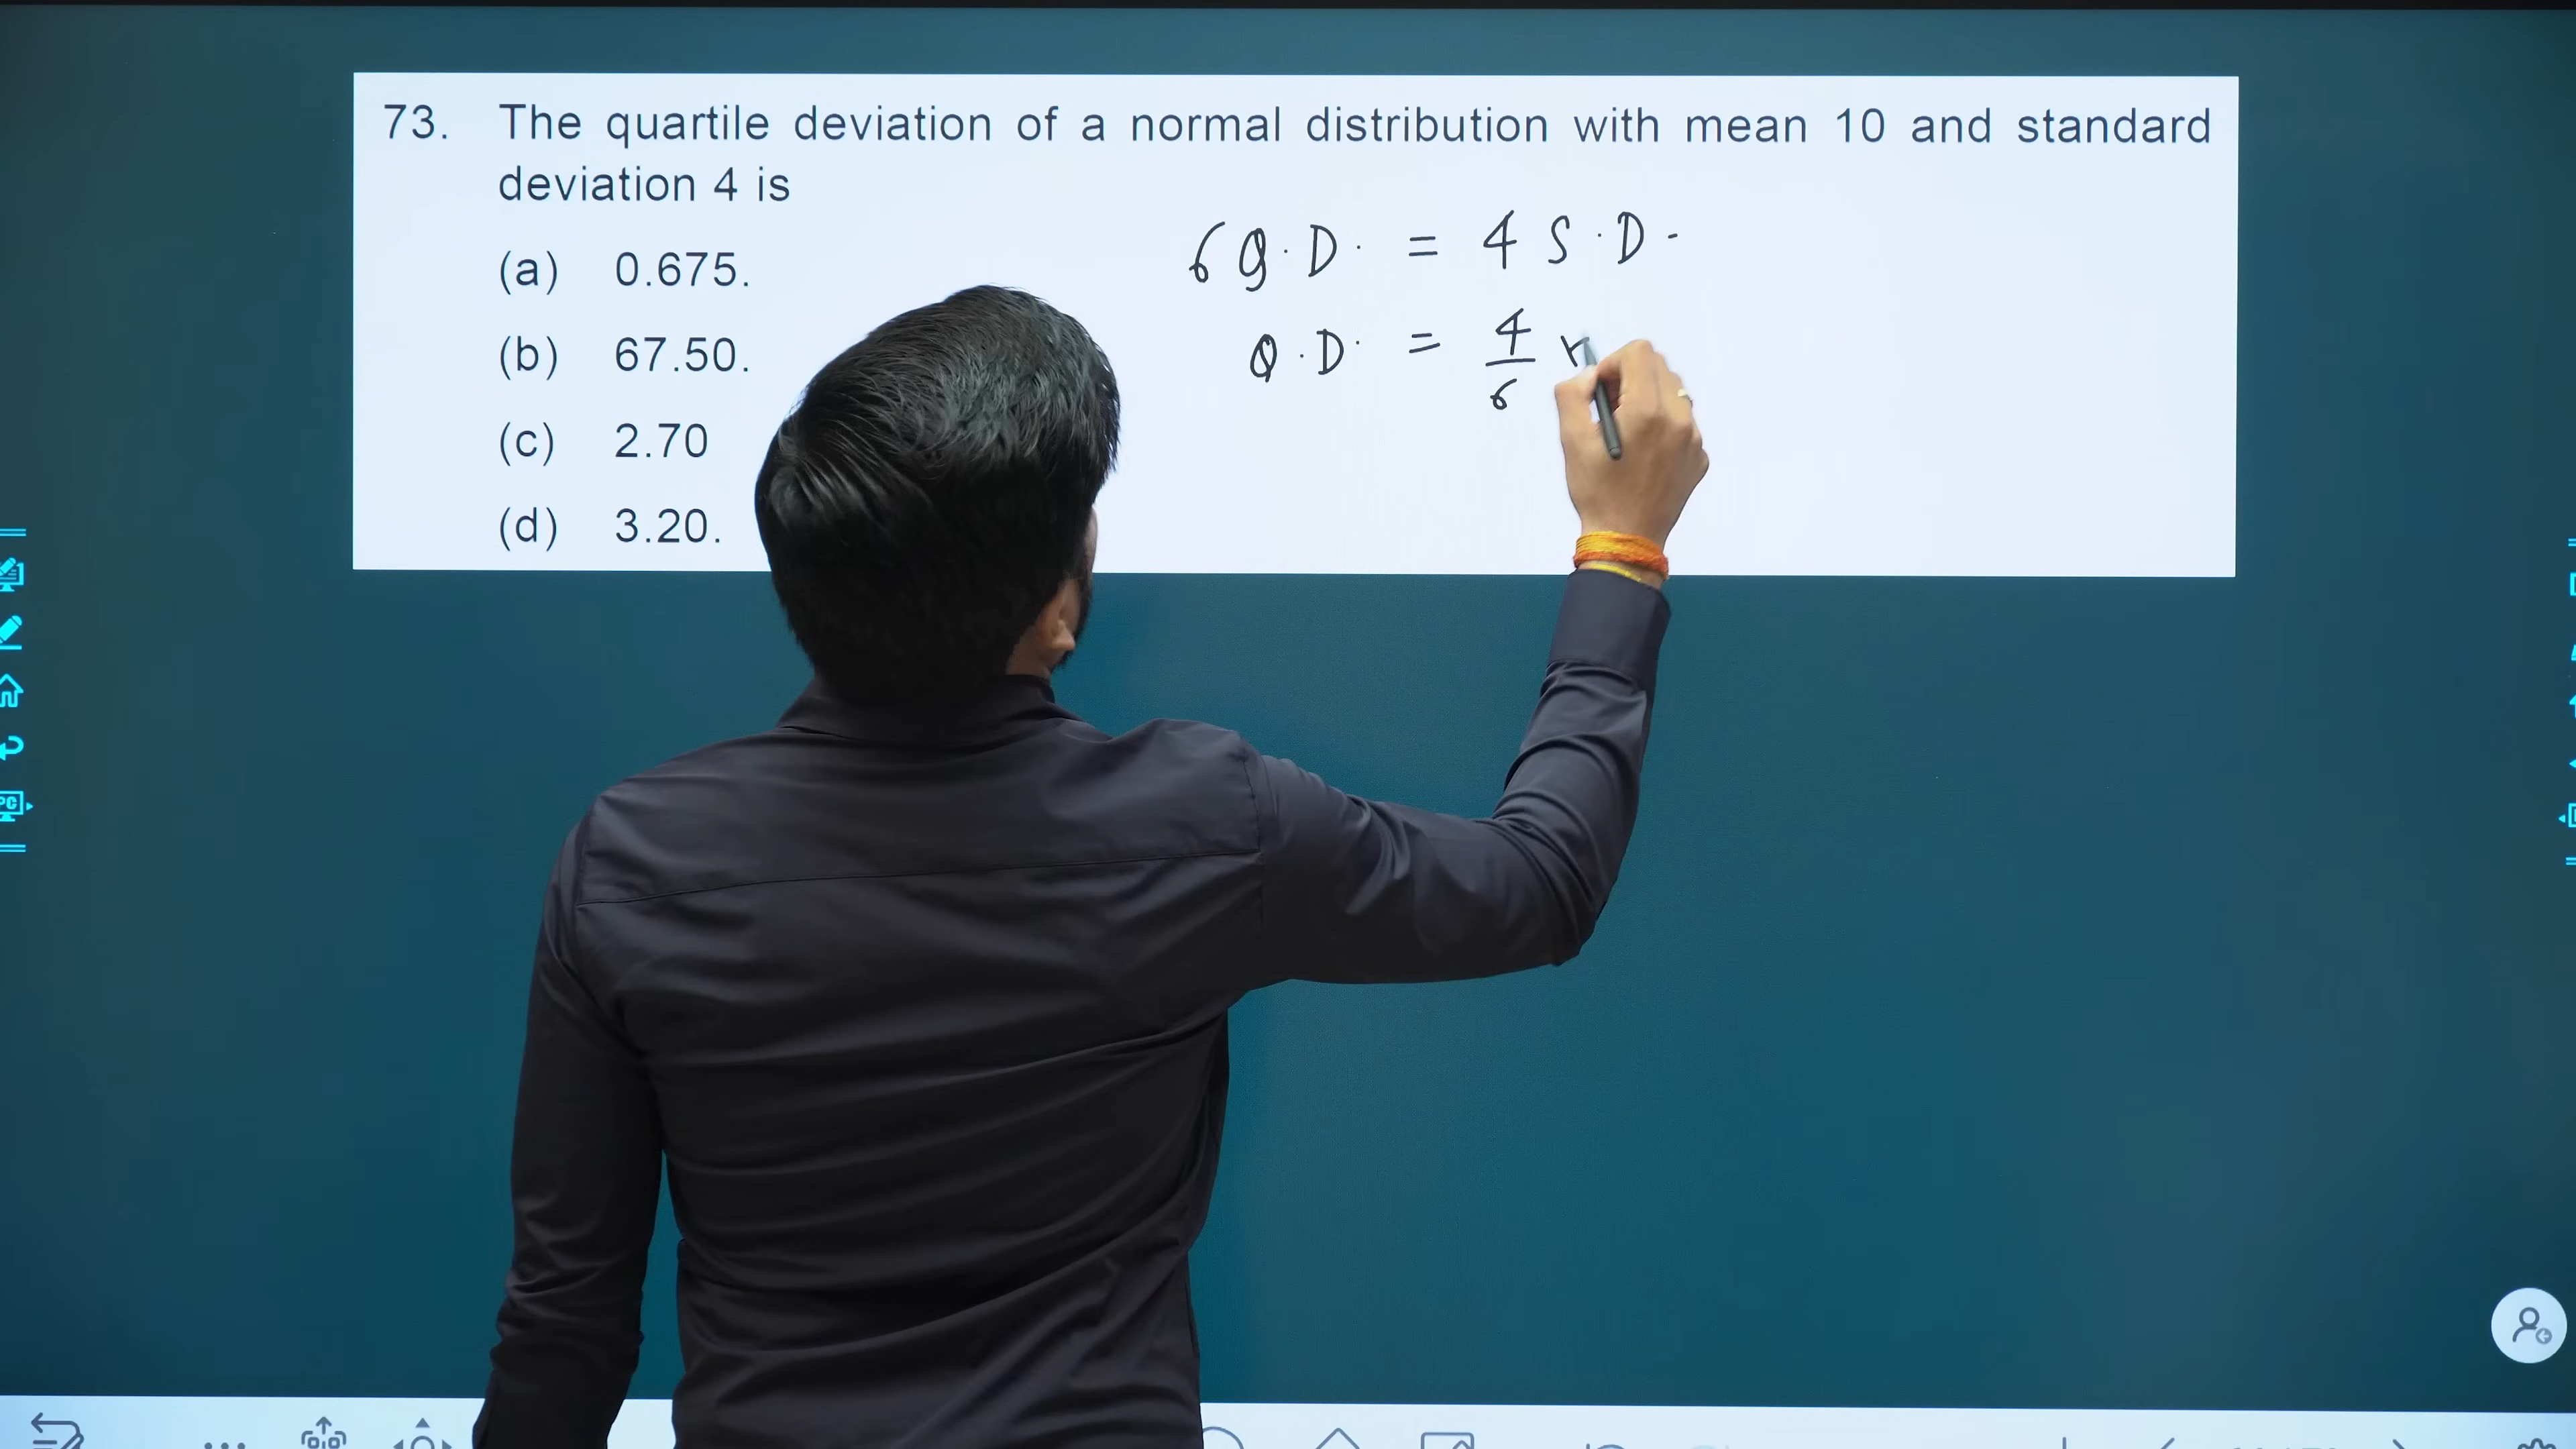 73. The quartile deviation of a normal distribution with mean 10 and standard
deviation 4 is
(a) 0.675.
(b) 67.50.
(c) 2.70
(d) 3.20.
6 Q.D. = 4 S.D.
Q.D. = 4/6
PC